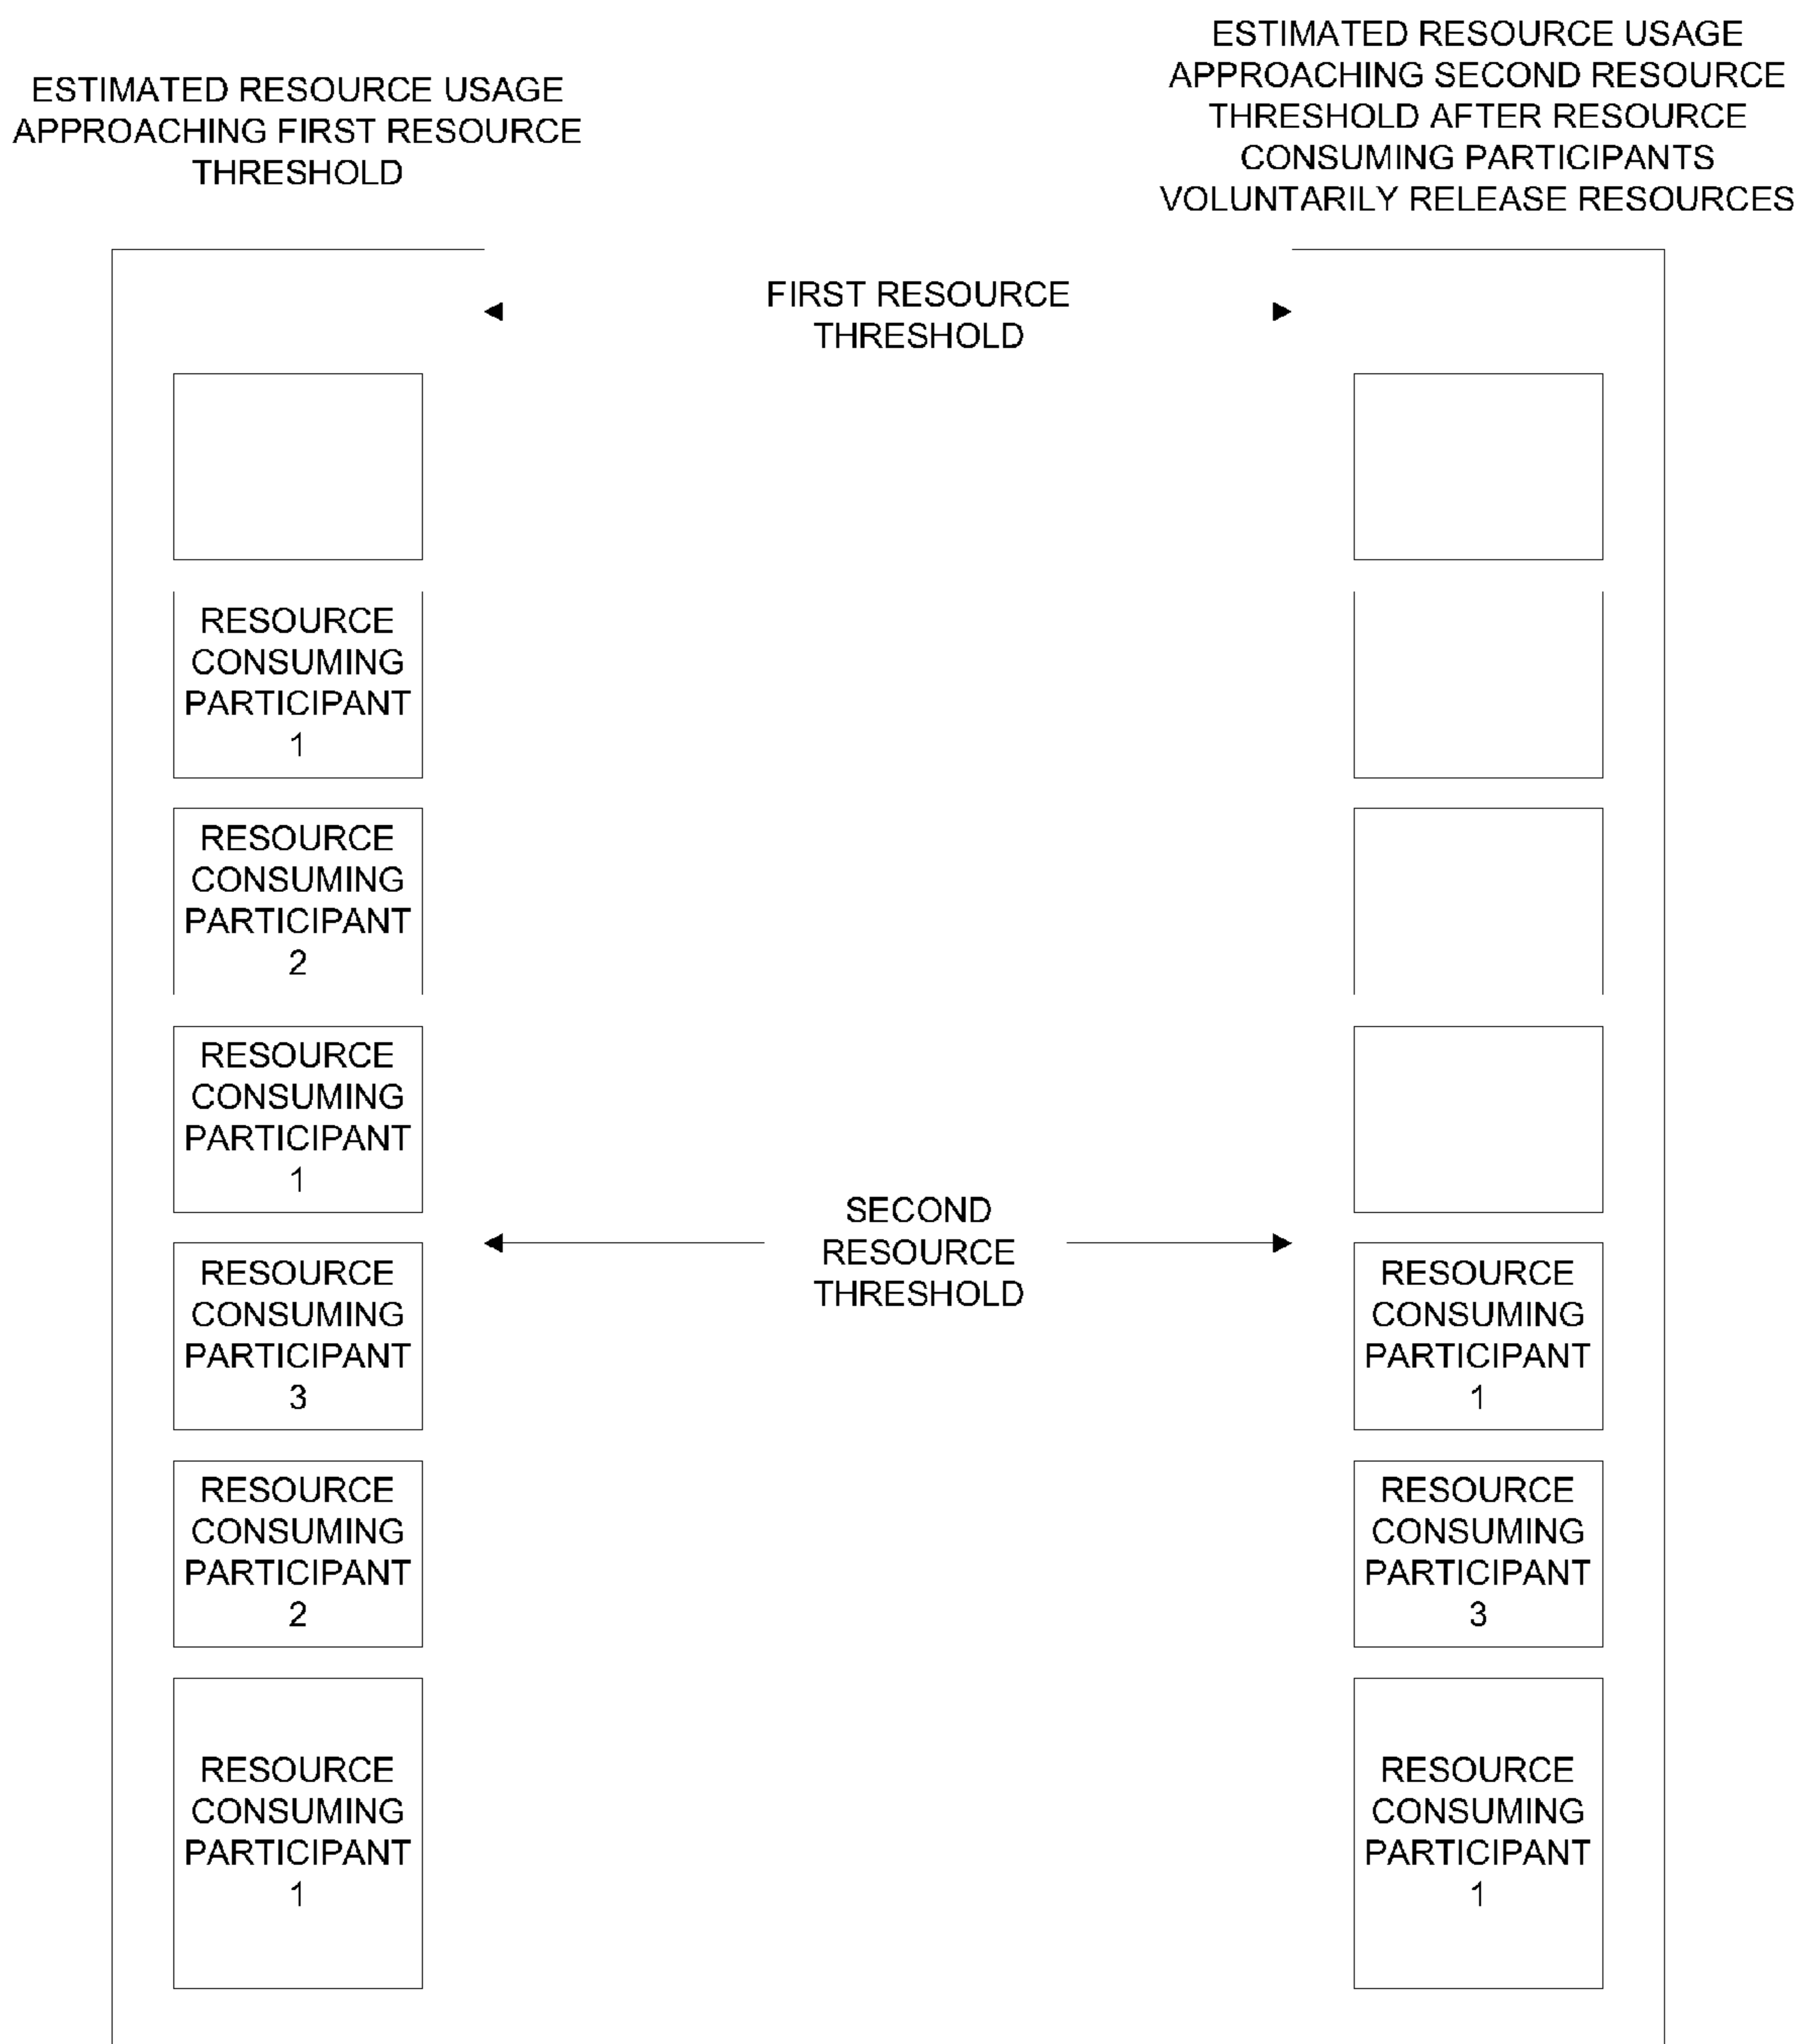 ESTIMATED RESOURCE USAGE
APPROACHING FIRST RESOURCE
THRESHOLD
ESTIMATED RESOURCE USAGE
APPROACHING SECOND RESOURCE
THRESHOLD AFTER RESOURCE
CONSUMING PARTICIPANTS
VOLUNTARILY RELEASE RESOURCES
FIRST RESOURCE
THRESHOLD
RESOURCE
CONSUMING
PARTICIPANT
1
RESOURCE
CONSUMING
PARTICIPANT
2
RESOURCE
CONSUMING
PARTICIPANT
1
SECOND
RESOURCE
THRESHOLD
RESOURCE
CONSUMING
PARTICIPANT
3
RESOURCE
CONSUMING
PARTICIPANT
1
RESOURCE
CONSUMING
PARTICIPANT
2
RESOURCE
CONSUMING
PARTICIPANT
3
RESOURCE
CONSUMING
PARTICIPANT
1
RESOURCE
CONSUMING
PARTICIPANT
1